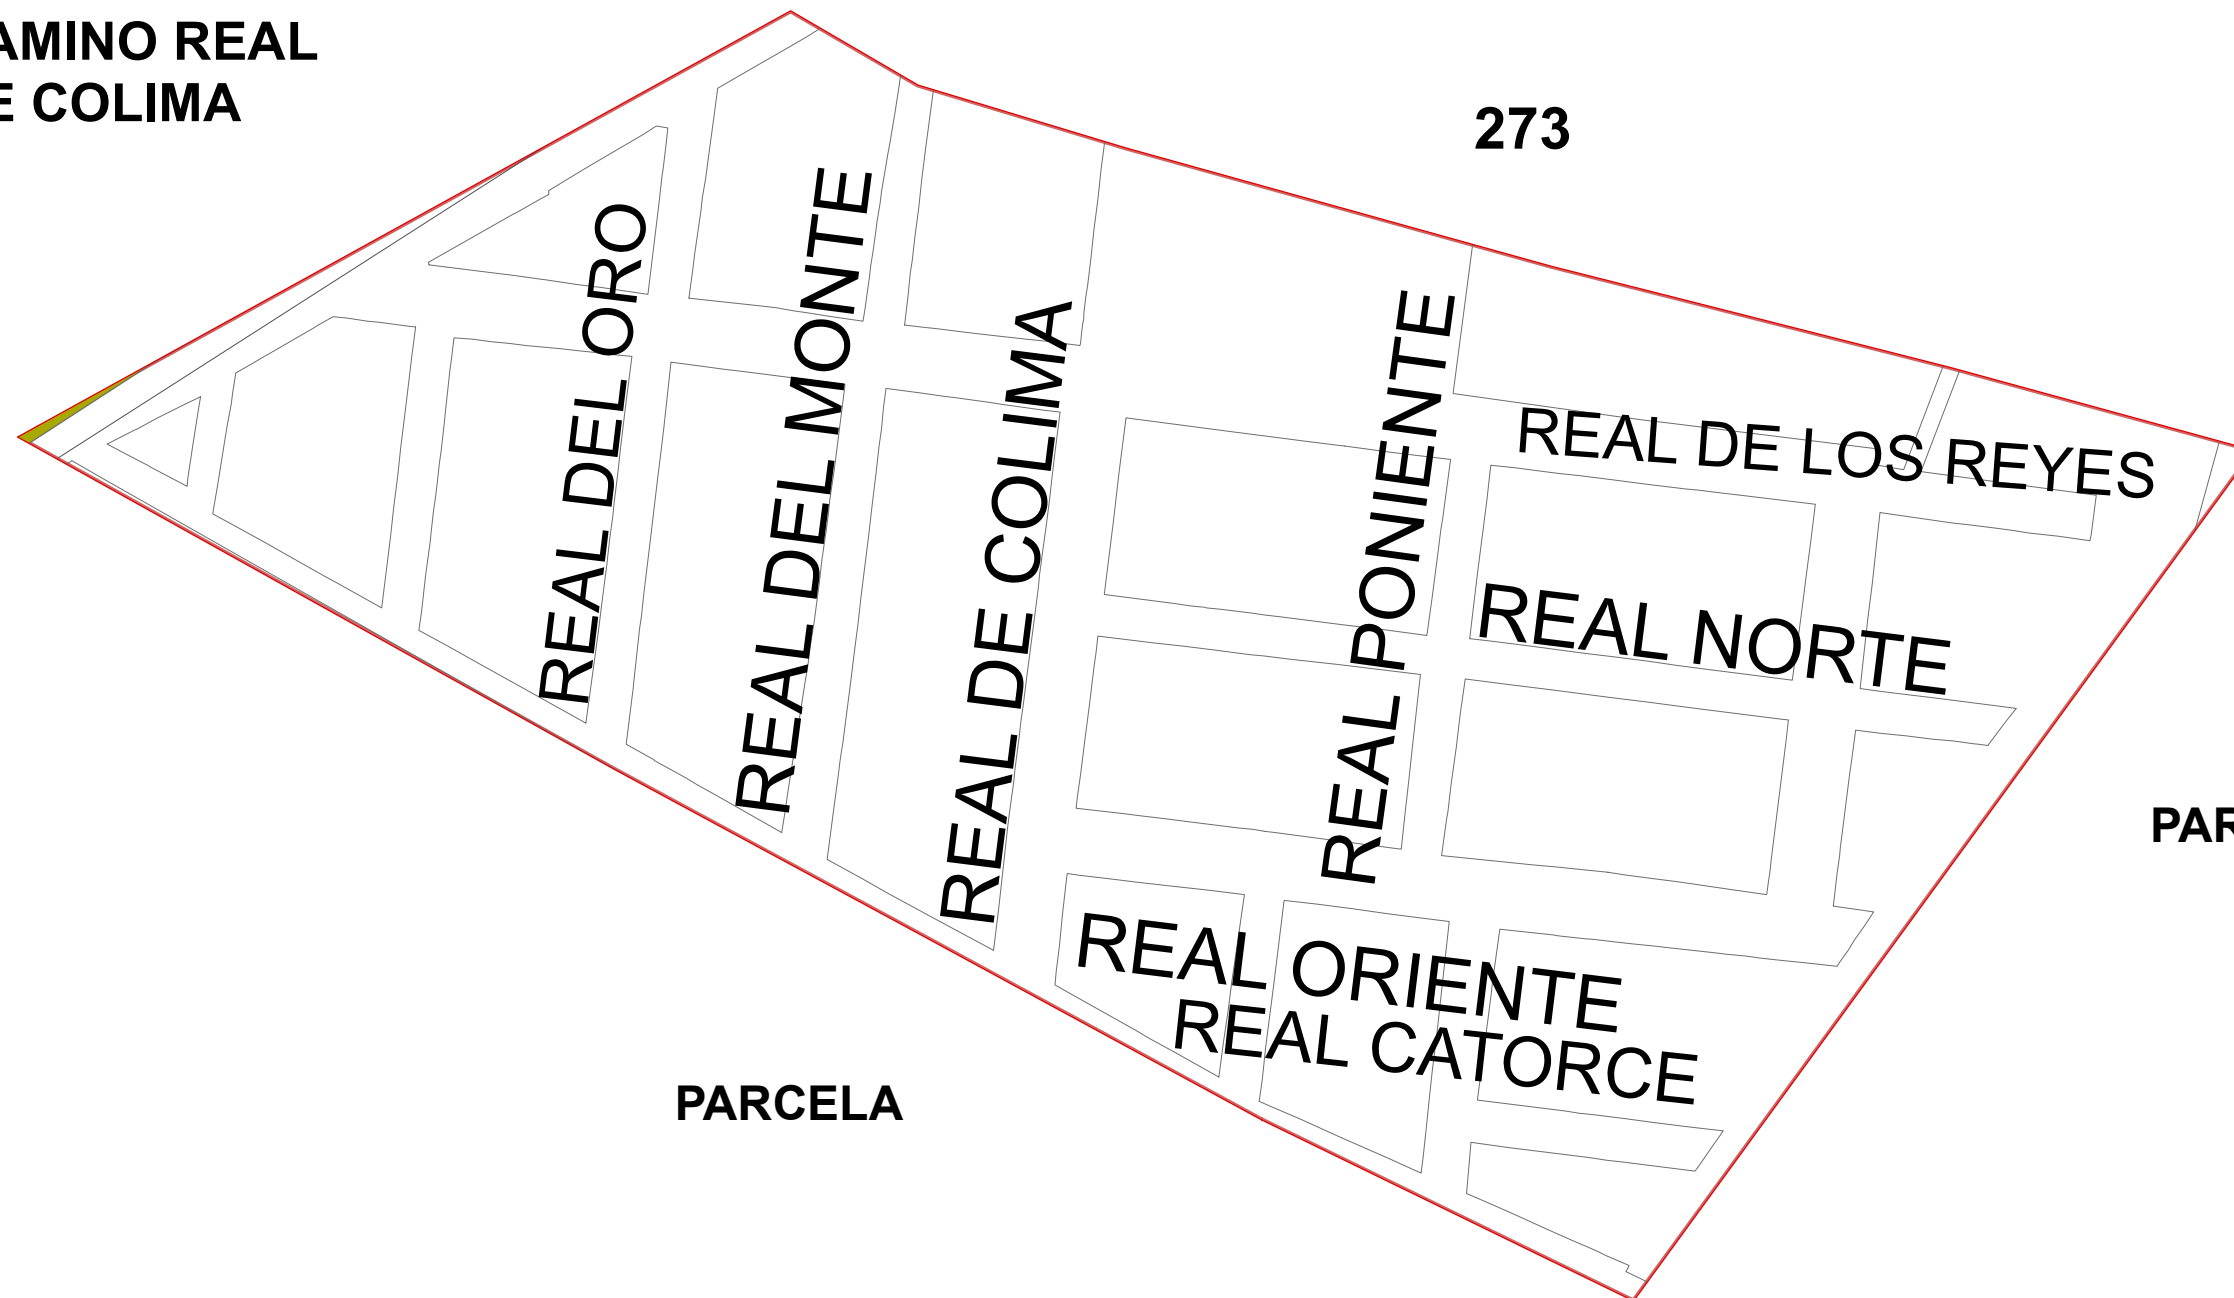 AMINO REAL
E COLIMA
273
REAL DEL ORO
REAL DEL MONTE
REAL DE COLIMA
REAL PONIENTE
REAL DE LOS REYES
REAL NORTE
PAR
REAL ORIENTE
REAL CATORCE
PARCELA